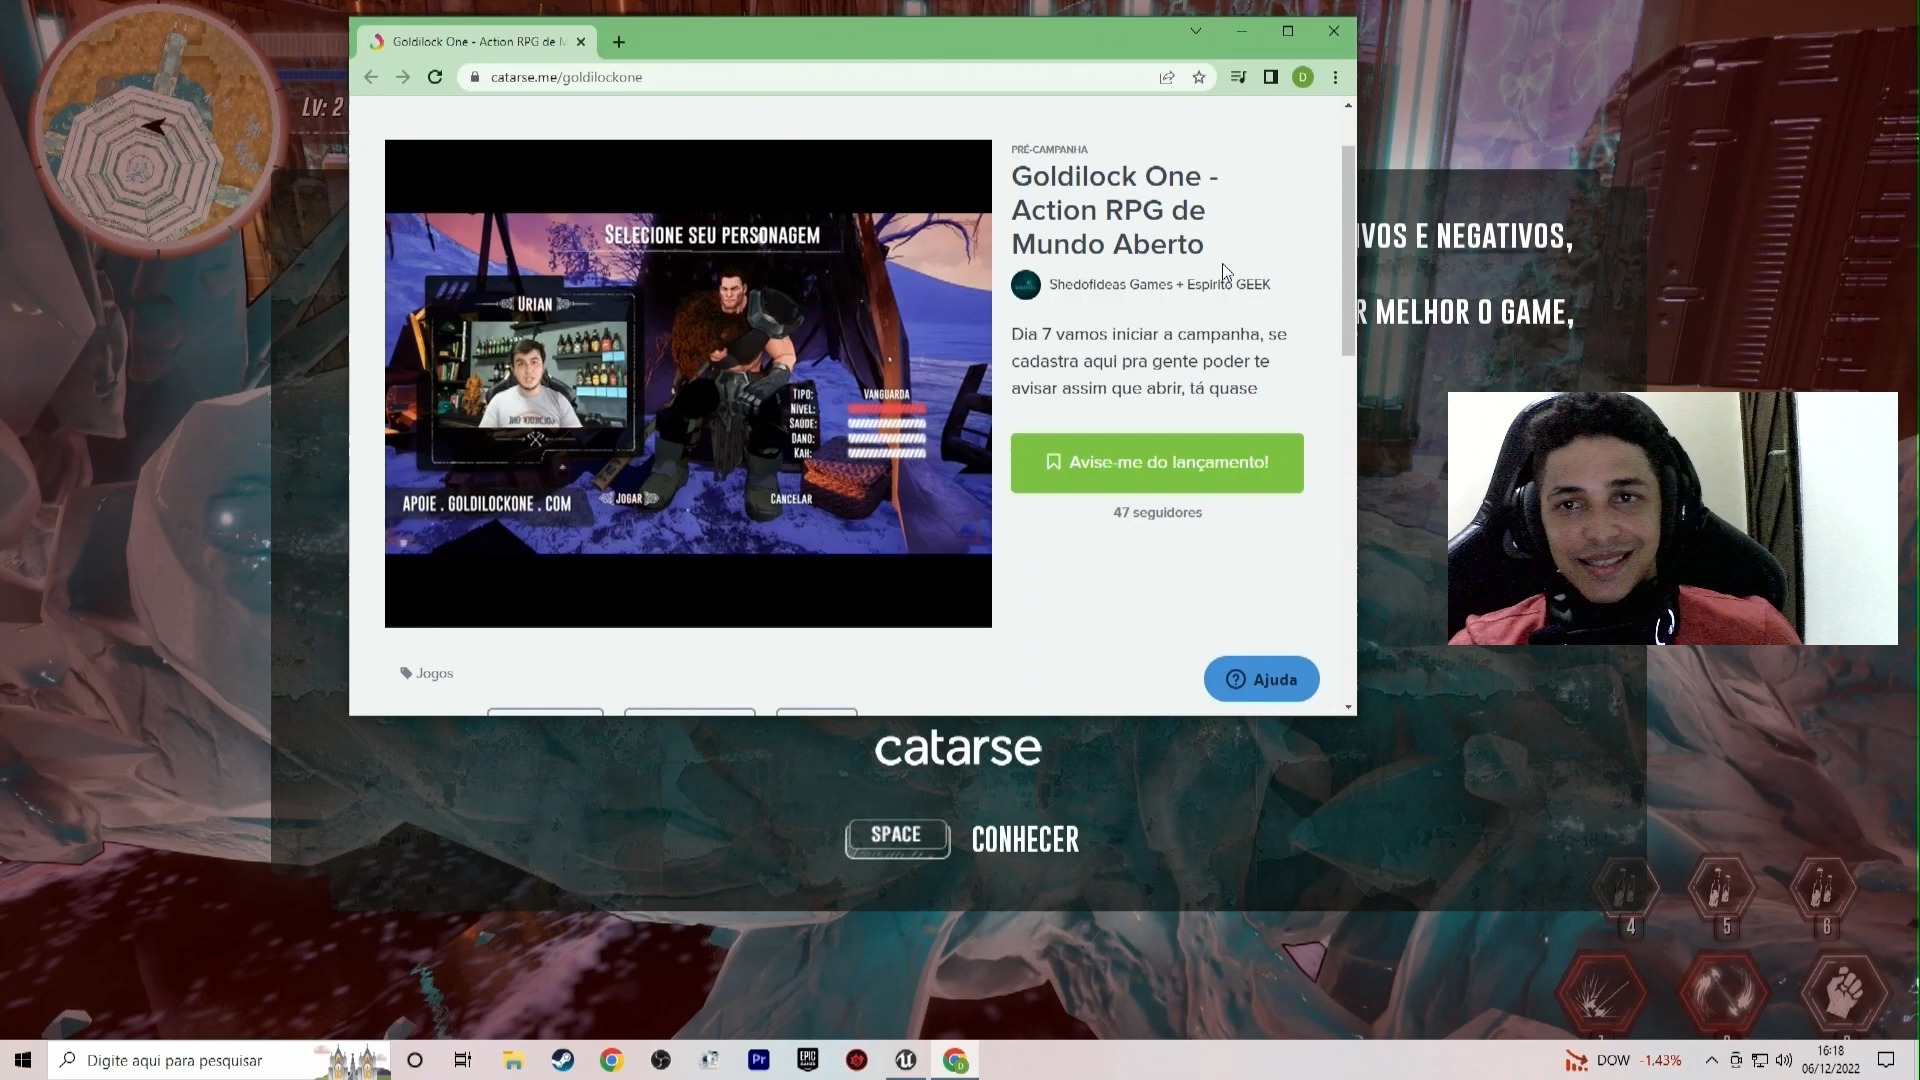 Goldilock One - Action RPG de M
catarse.me/goldilockone
D
Lv: 2
PRÉ-CAMPANHA
Goldilock One -
Action RPG de
Mundo Aberto
Shedofideas Games + Espirito GEEK
Dia 7 vamos iniciar a campanha, se
cadastra aqui pra gente poder te
avisar assim que abrir, tá quase
Avise-me do lançamento!
47 seguidores
SELECIONE SEU PERSONAGEM
URIAN
TIPO: VANGUARDA
NÍVEL:
SAÚDE:
DANO:
KAH:
APOIE . GOLDILOCKONE . COM
JOGAR
CANCELAR
IVOS E NEGATIVOS,
R MELHOR O GAME,
Jogos
Ajuda
catarse
SPACE CONHECER
4 5 6
Digite aqui para pesquisar
Pr
EPIC
GAMES
D
DOW -1,43%
16:18
06/12/2022